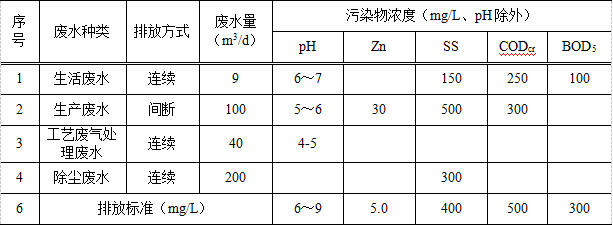 序号 废水种类 排放方式 废水量（m³/d） 污染物浓度（mg/L、pH除外）
pH Zn SS CODcr BOD5
1 生活废水 连续 9 6～7 150 250 100
2 生产废水 间断 100 5～6 30 500 300
3 工艺废气处理废水 连续 40 4-5
4 除尘废水 连续 200 300
6 排放标准（mg/L） 6～9 5.0 400 500 300